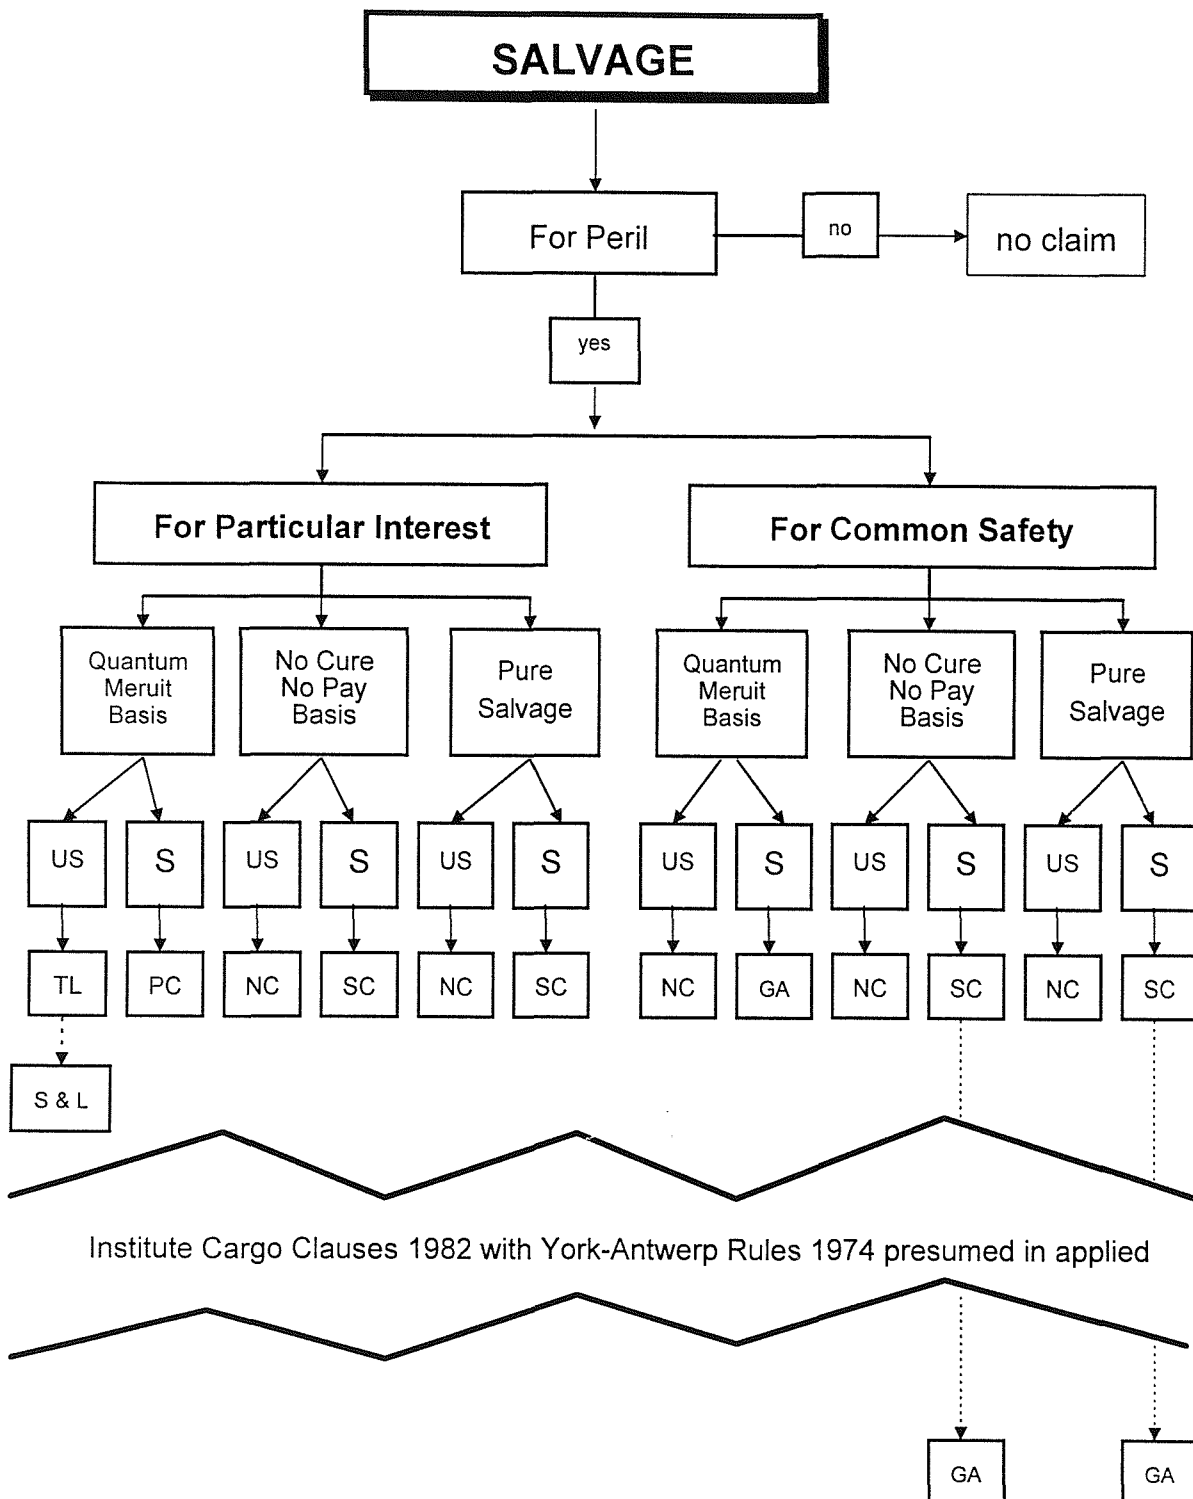 SALVAGE
For Peril
no
no claim
yes
For Particular Interest
For Common Safety
Quantum
Meruit
Basis
No Cure
No Pay
Basis
Pure
Salvage
Quantum
Meruit
Basis
No Cure
No Pay
Basis
Pure
Salvage
US
S
US
S
US
S
US
S
US
S
US
S
TL
PC
NC
SC
NC
SC
NC
GA
NC
SC
NC
SC
S & L
Institute Cargo Clauses 1982 with York-Antwerp Rules 1974 presumed in applied
GA
GA